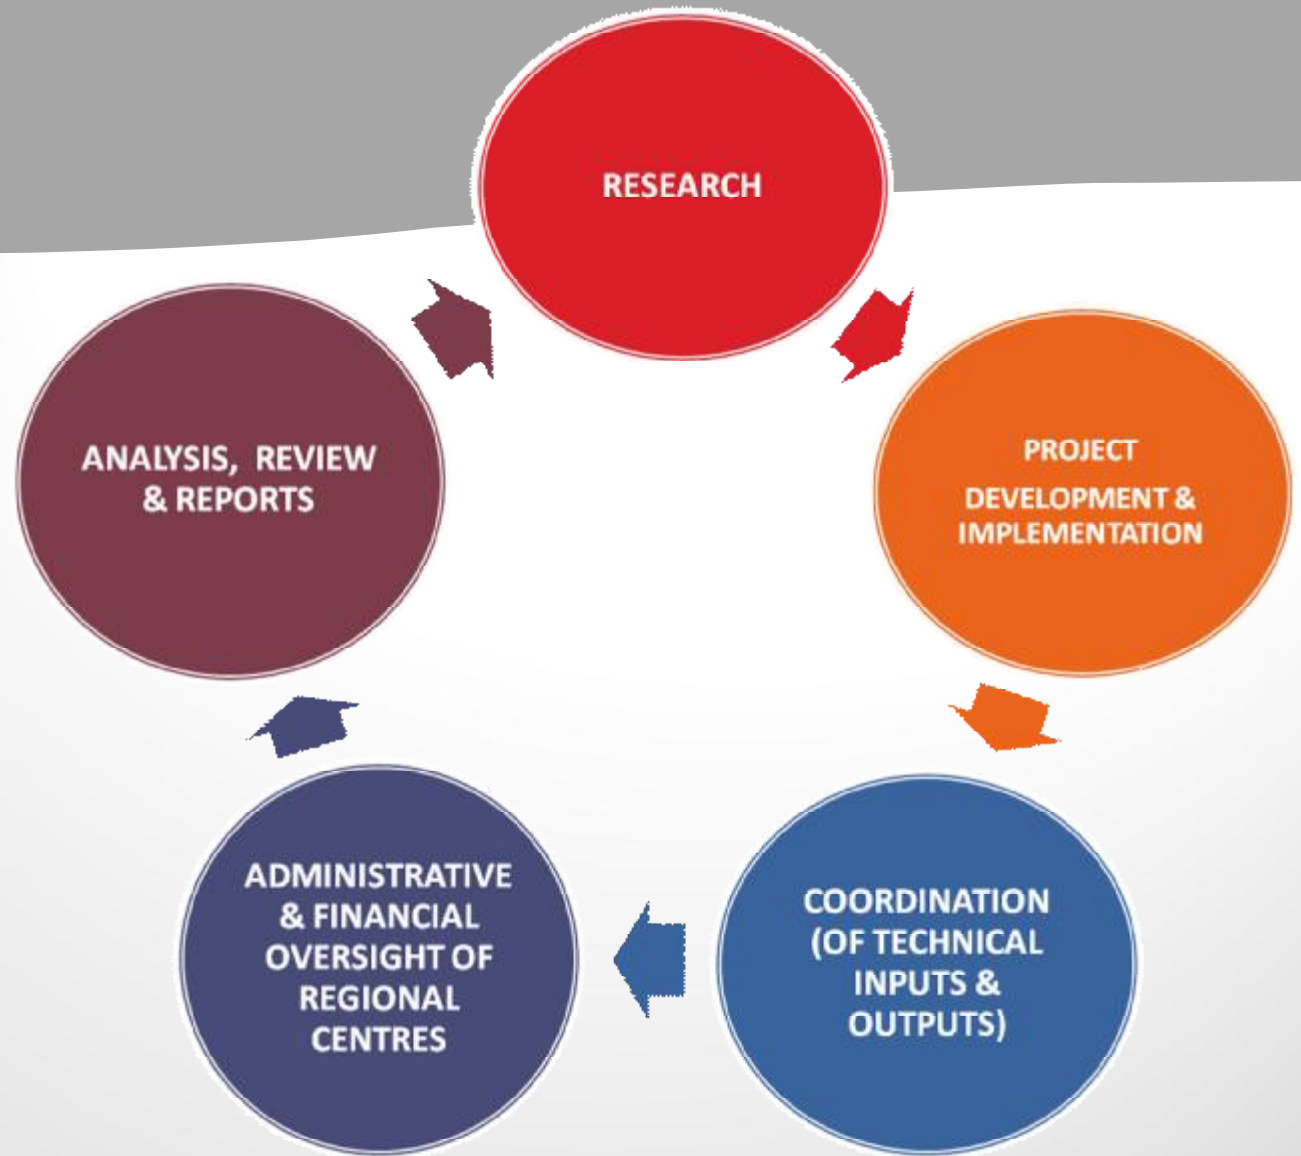 RESEARCH
PROJECT
DEVELOPMENT &
IMPLEMENTATION
COORDINATION
(OF TECHNICAL
INPUTS &
OUTPUTS)
ADMINISTRATIVE
& FINANCIAL
OVERSIGHT OF
REGIONAL
CENTRES
ANALYSIS, REVIEW
& REPORTS